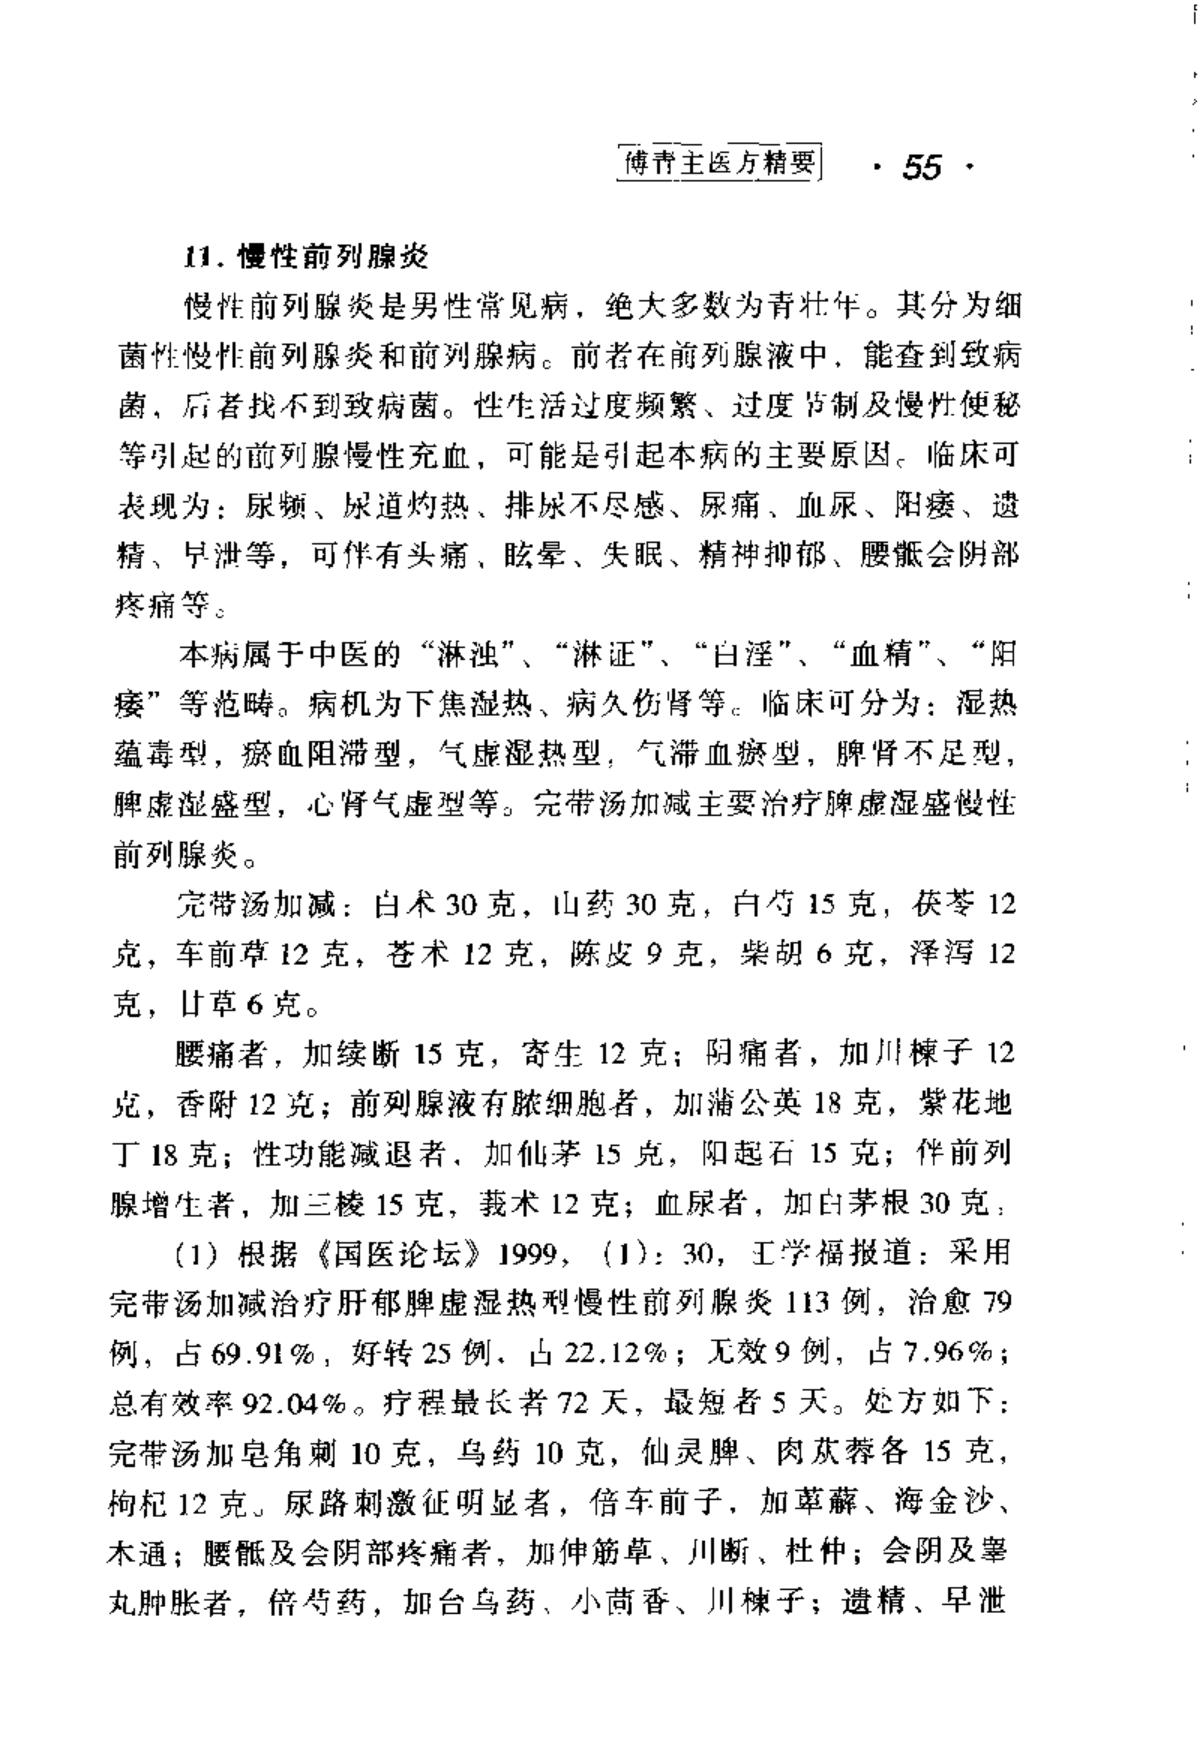 傅青主医方精要 · 55 ·
11. 慢性前列腺炎
慢性前列腺炎是男性常见病，绝大多数为青壮年。其分为细
菌性慢性前列腺炎和前列腺病。前者在前列腺液中，能查到致病
菌，后者找不到致病菌。性生活过度频繁、过度节制及慢性便秘
等引起的前列腺慢性充血，可能是引起本病的主要原因。临床可
表现为：尿频、尿道灼热、排尿不尽感、尿痛、血尿、阳痿、遗
精、早泄等，可伴有头痛、眩晕、失眠、精神抑郁、腰骶会阴部
疼痛等。
本病属于中医的“淋浊”、“淋证”、“白淫”、“血精”、“阳
痿”等范畴。病机为下焦湿热、病久伤肾等。临床可分为：湿热
蕴毒型，瘀血阻滞型，气虚湿热型，气滞血瘀型，脾肾不足型，
脾虚湿盛型，心肾气虚型等。完带汤加减主要治疗脾虚湿盛慢性
前列腺炎。
完带汤加减：白术 30 克，山药 30 克，白芍 15 克，茯苓 12
克，车前草 12 克，苍术 12 克，陈皮 9 克，柴胡 6 克，泽泻 12
克，甘草 6 克。
腰痛者，加续断 15 克，寄生 12 克；阴痛者，加川楝子 12
克，香附 12 克；前列腺液有脓细胞者，加蒲公英 18 克，紫花地
丁 18 克；性功能减退者，加仙茅 15 克，阳起石 15 克；伴前列
腺增生者，加三棱 15 克，莪术 12 克；血尿者，加白茅根 30 克。
（1）根据《国医论坛》1999，（1）：30，王学福报道：采用
完带汤加减治疗肝郁脾虚湿热型慢性前列腺炎 113 例，治愈 79
例，占 69.91%，好转 25 例，占 22.12%；无效 9 例，占 7.96%；
总有效率 92.04%。疗程最长者 72 天，最短者 5 天。处方如下：
完带汤加皂角刺 10 克，乌药 10 克，仙灵脾、肉苁蓉各 15 克，
枸杞 12 克。尿路刺激征明显者，倍车前子，加萆薢、海金沙、
木通；腰骶及会阴部疼痛者，加伸筋草、川断、杜仲；会阴及睾
丸肿胀者，倍芍药，加台乌药、小茴香、川楝子；遗精、早泄